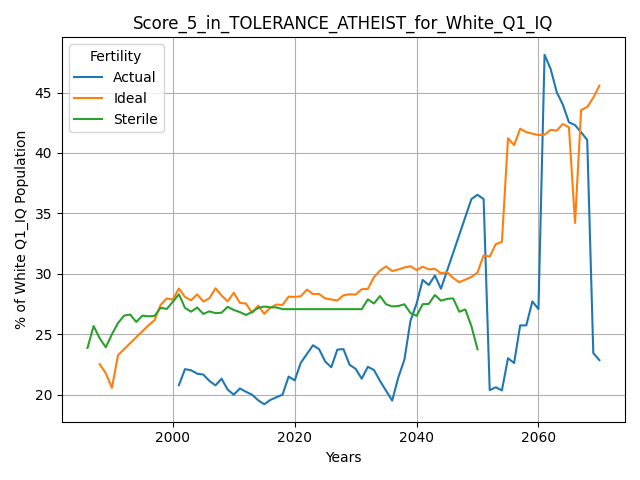 Score_5_in_TOLERANCE_ATHEIST_for_White_Q1_IQ
Fertility
Actual
Ideal
Sterile
% of White Q1_IQ Population
45
40
35
30
25
20
2000
2020
2040
2060
Years